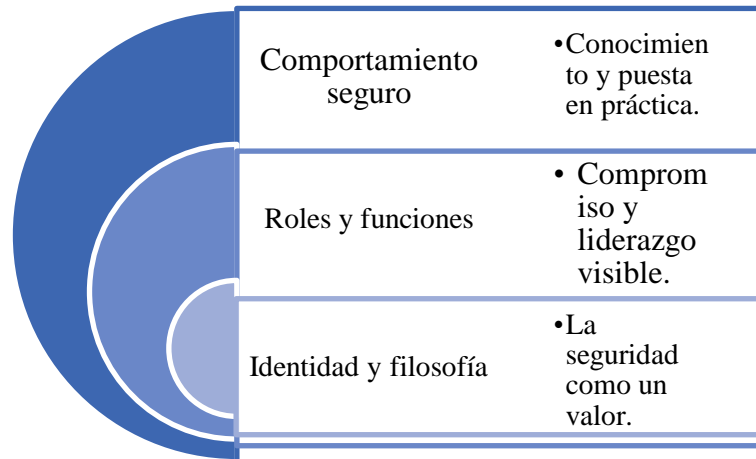 Comportamiento
seguro
•Conocimien
to y puesta
en práctica.
Roles y funciones
• Comprom
iso y
liderazgo
visible.
Identidad y filosofía
•La
seguridad
como un
valor.